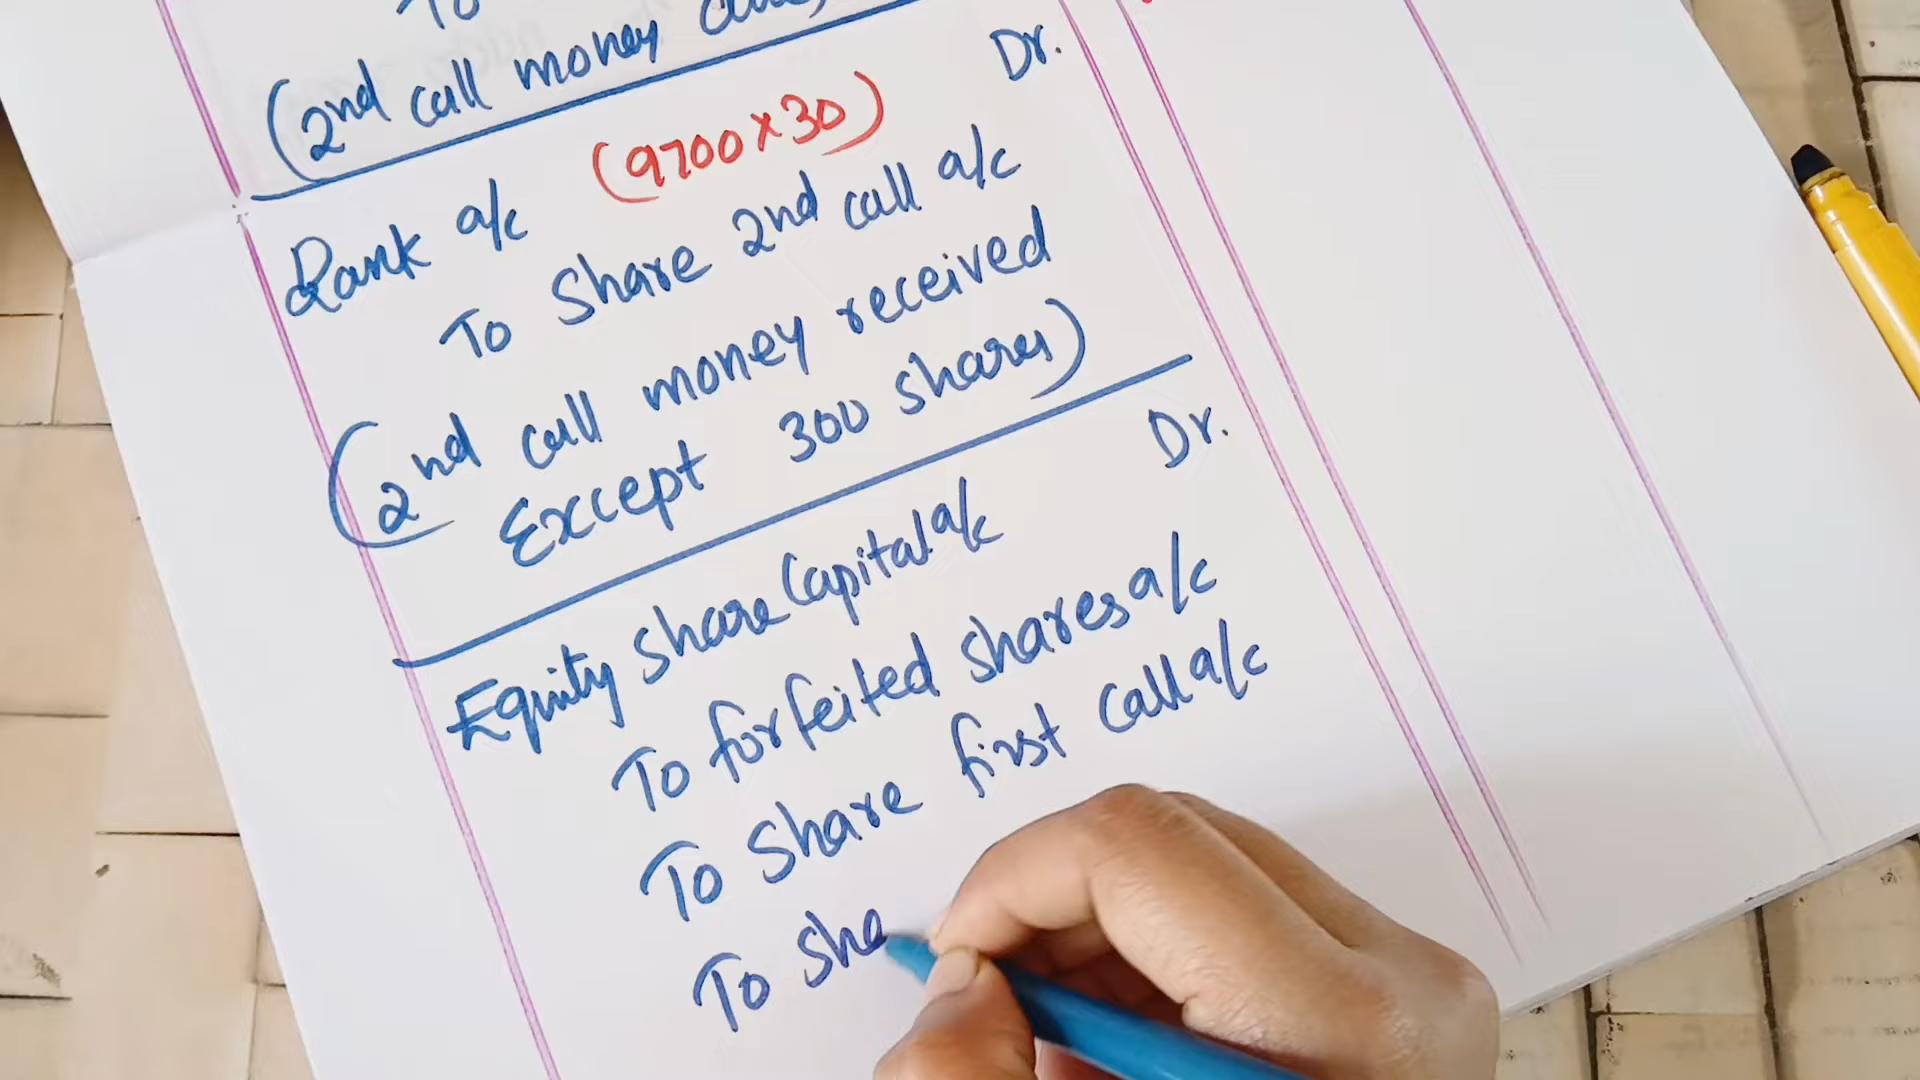 To
(2nd call money due)
Bank a/c (9700×30) Dr.
To Share 2nd call a/c
(2nd call money received
Except 300 shares)
Equity Share Capital a/c Dr.
To forfeited shares a/c
To Share first call a/c
To Sha